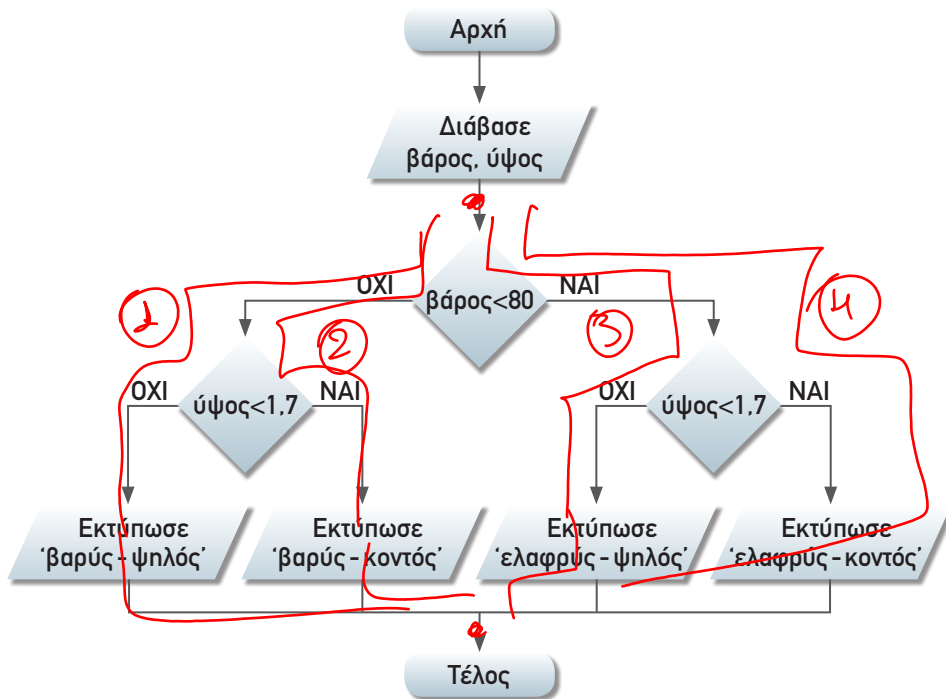 Αρχή
Διάβασε
βάρος, ύψος
βάρος<80
ΟΧΙ
ΝΑΙ
1
2
3
4
ύψος<1,7
ΟΧΙ
ΝΑΙ
ύψος<1,7
ΟΧΙ
ΝΑΙ
Εκτύπωσε
‘βαρύς - ψηλός’
Εκτύπωσε
‘βαρύς - κοντός’
Εκτύπωσε
‘ελαφρύς - ψηλός’
Εκτύπωσε
‘ελαφρύς - κοντός’
Τέλος